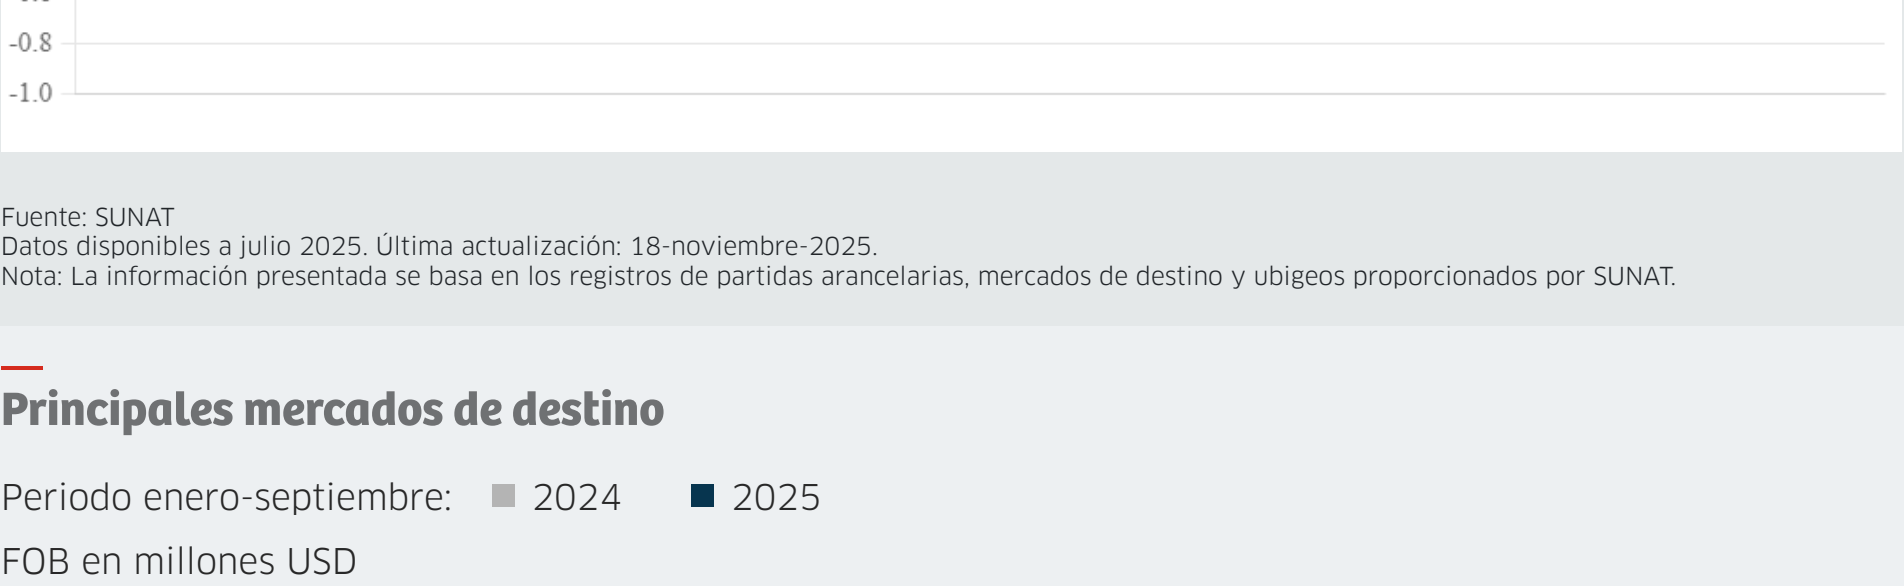 -0.8
-1.0
Fuente: SUNAT
Datos disponibles a julio 2025. Última actualización: 18-noviembre-2025.
Nota: La información presentada se basa en los registros de partidas arancelarias, mercados de destino y ubigeos proporcionados por SUNAT.
Principales mercados de destino
Periodo enero-septiembre: 2024 2025
FOB en millones USD